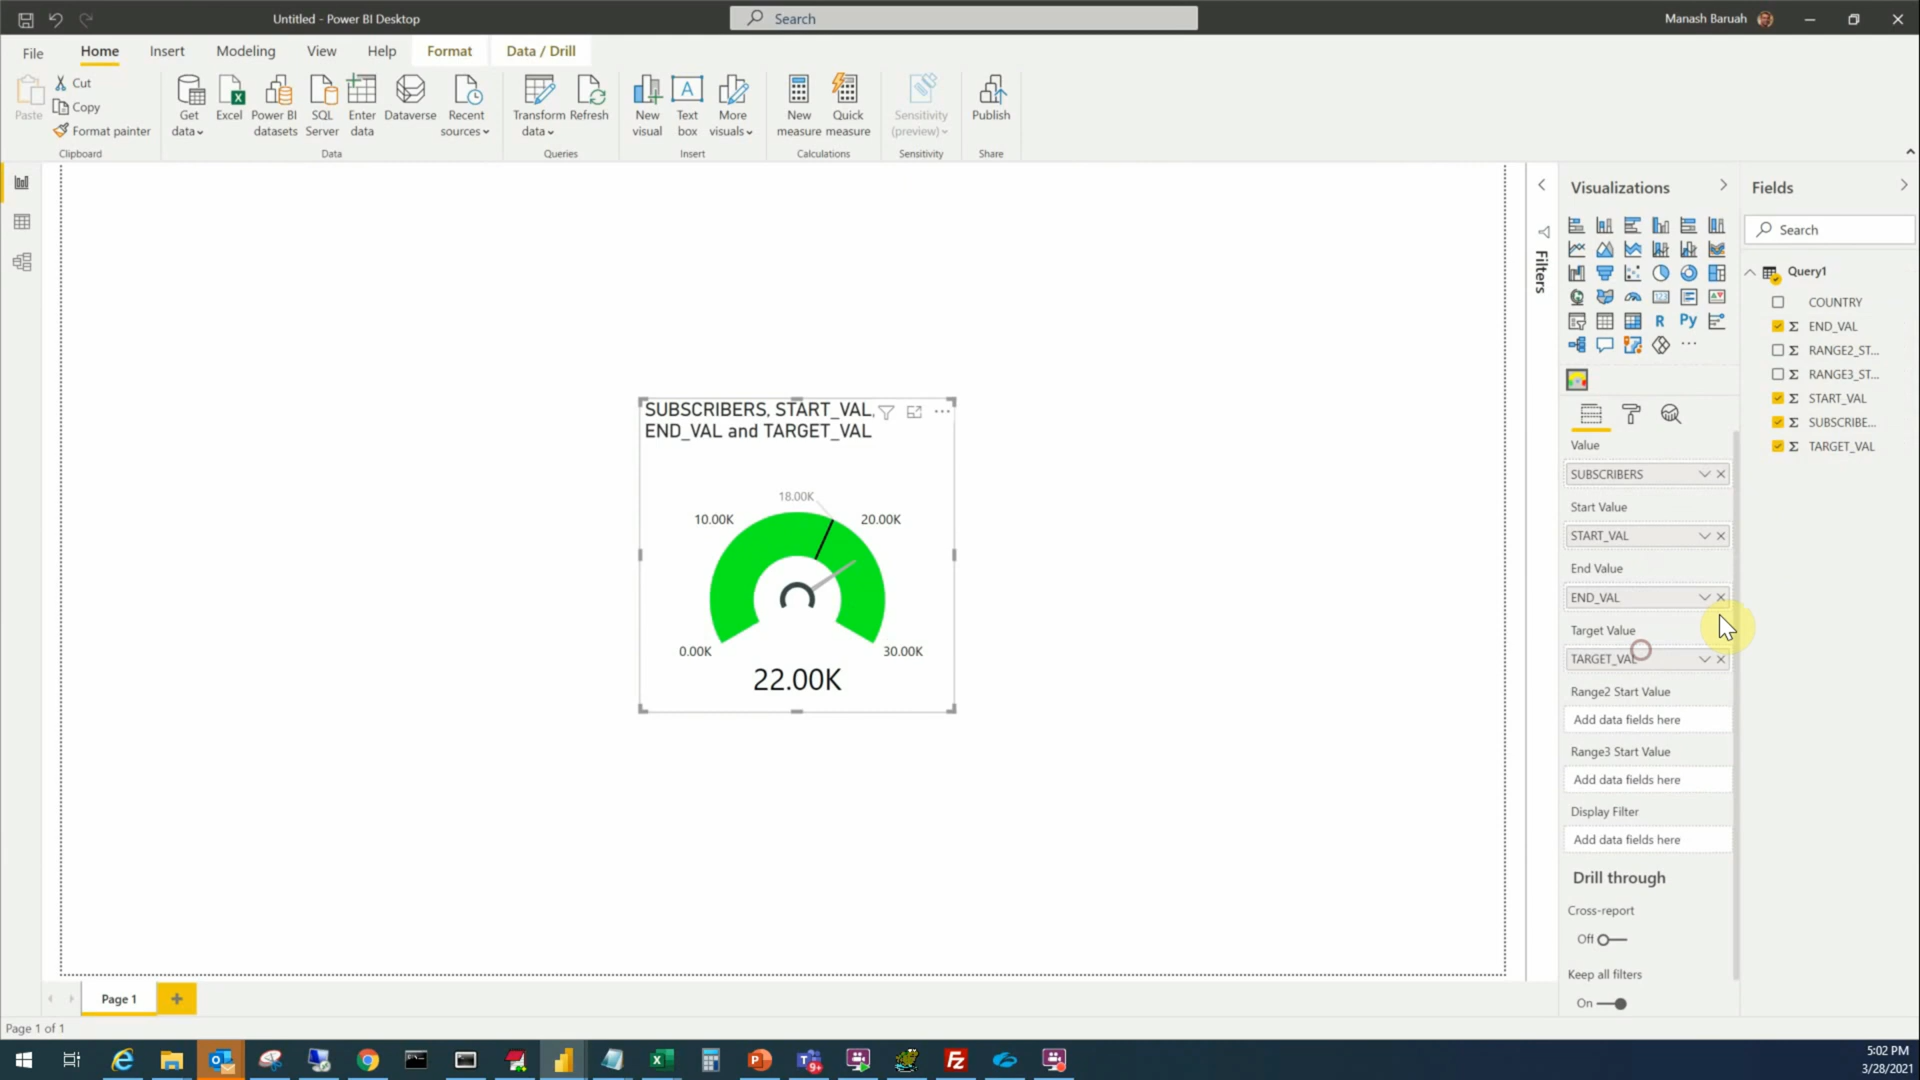 Untitled - Power BI Desktop
Search
Manash Baruah
File
Home
Insert
Modeling
View
Help
Format
Data / Drill
Paste
Cut
Copy
Format painter
Clipboard
Get data
Excel
Power BI datasets
SQL Server
Enter data
Dataverse
Recent sources
Data
Transform data
Refresh
Queries
New visual
Text box
More visuals
Insert
New measure
Quick measure
Calculations
Sensitivity (preview)
Sensitivity
Publish
Share
SUBSCRIBERS, START_VAL,
END_VAL and TARGET_VAL
18.00K
10.00K
20.00K
0.00K
30.00K
22.00K
Filters
Visualizations
R
Py
Value
SUBSCRIBERS
Start Value
START_VAL
End Value
END_VAL
Target Value
TARGET_VAL
Range2 Start Value
Add data fields here
Range3 Start Value
Add data fields here
Display Filter
Add data fields here
Drill through
Cross-report
Off
Keep all filters
On
Fields
Search
Query1
COUNTRY
Σ END_VAL
Σ RANGE2_ST...
Σ RANGE3_ST...
Σ START_VAL
Σ SUBSCRIBE...
Σ TARGET_VAL
Page 1
Page 1 of 1
5:02 PM
3/28/2021